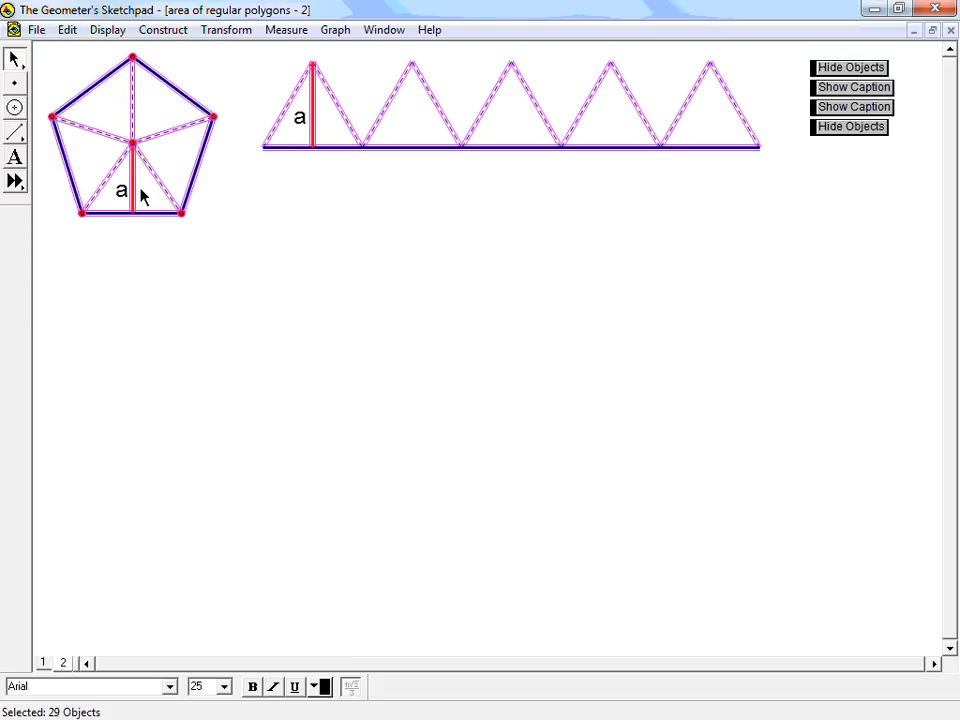 The Geometer's Sketchpad - [area of regular polygons - 2]
File Edit Display Construct Transform Measure Graph Window Help
Hide Objects
Show Caption
Show Caption
Hide Objects
a
a
A
1 2
Arial 25 B I U
Selected: 29 Objects